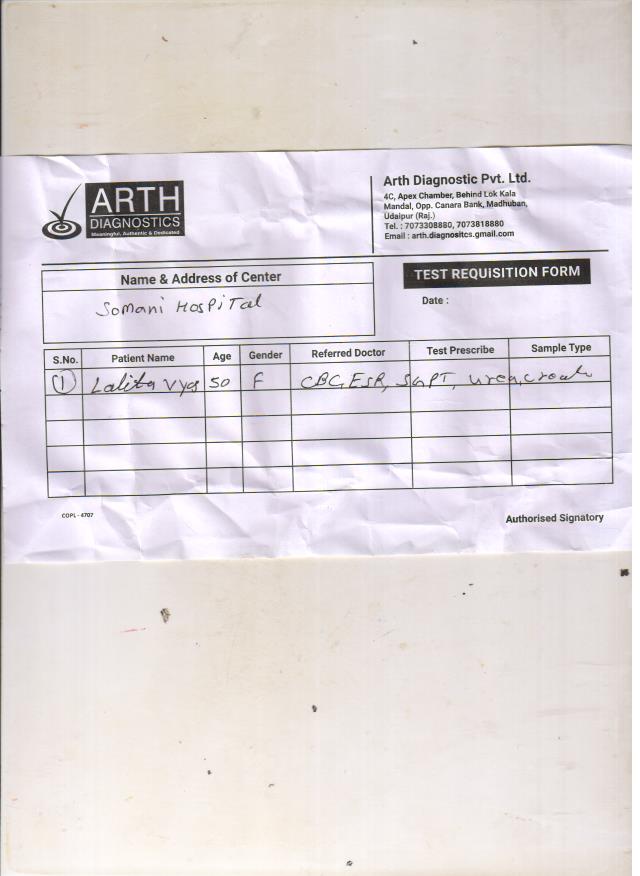 ARTH
DIAGNOSTICS
Meaningful, Authentic & Dedicated
Arth Diagnostic Pvt. Ltd.
4C, Apex Chamber, Behind Lok Kala
Mandal, Opp. Canara Bank, Madhuban,
Udaipur (Raj.)
Tel. : 7073308880, 7073818880
Email : arth.diagnositcs.gmail.com
Name & Address of Center
Somani Hospital
TEST REQUISITION FORM
Date :
S.No. Patient Name Age Gender Referred Doctor Test Prescribe Sample Type
(1) Lalita Vyas 50 F CBC, ESR, SGPT, Urea, Creat
COPL - 4707
Authorised Signatory